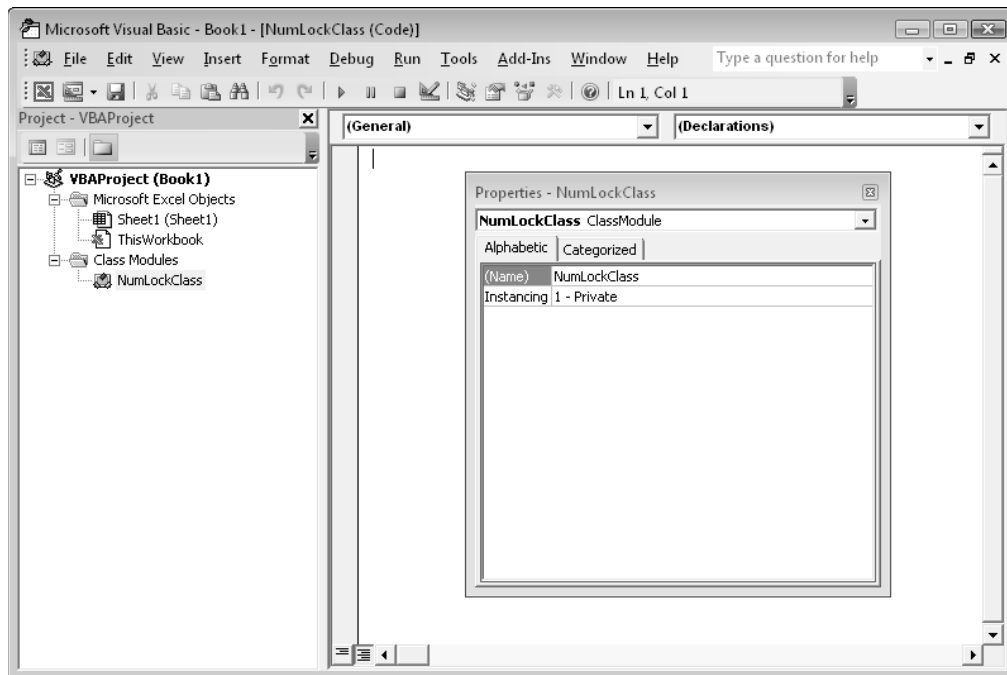 Microsoft Visual Basic - Book1 - [NumLockClass (Code)]
File Edit View Insert Format Debug Run Tools Add-Ins Window Help Type a question for help
Ln 1, Col 1
Project - VBAProject
(General) (Declarations)
VBAProject (Book1)
Microsoft Excel Objects
Sheet1 (Sheet1)
ThisWorkbook
Class Modules
NumLockClass
Properties - NumLockClass
NumLockClass ClassModule
Alphabetic Categorized
(Name) NumLockClass
Instancing 1 - Private